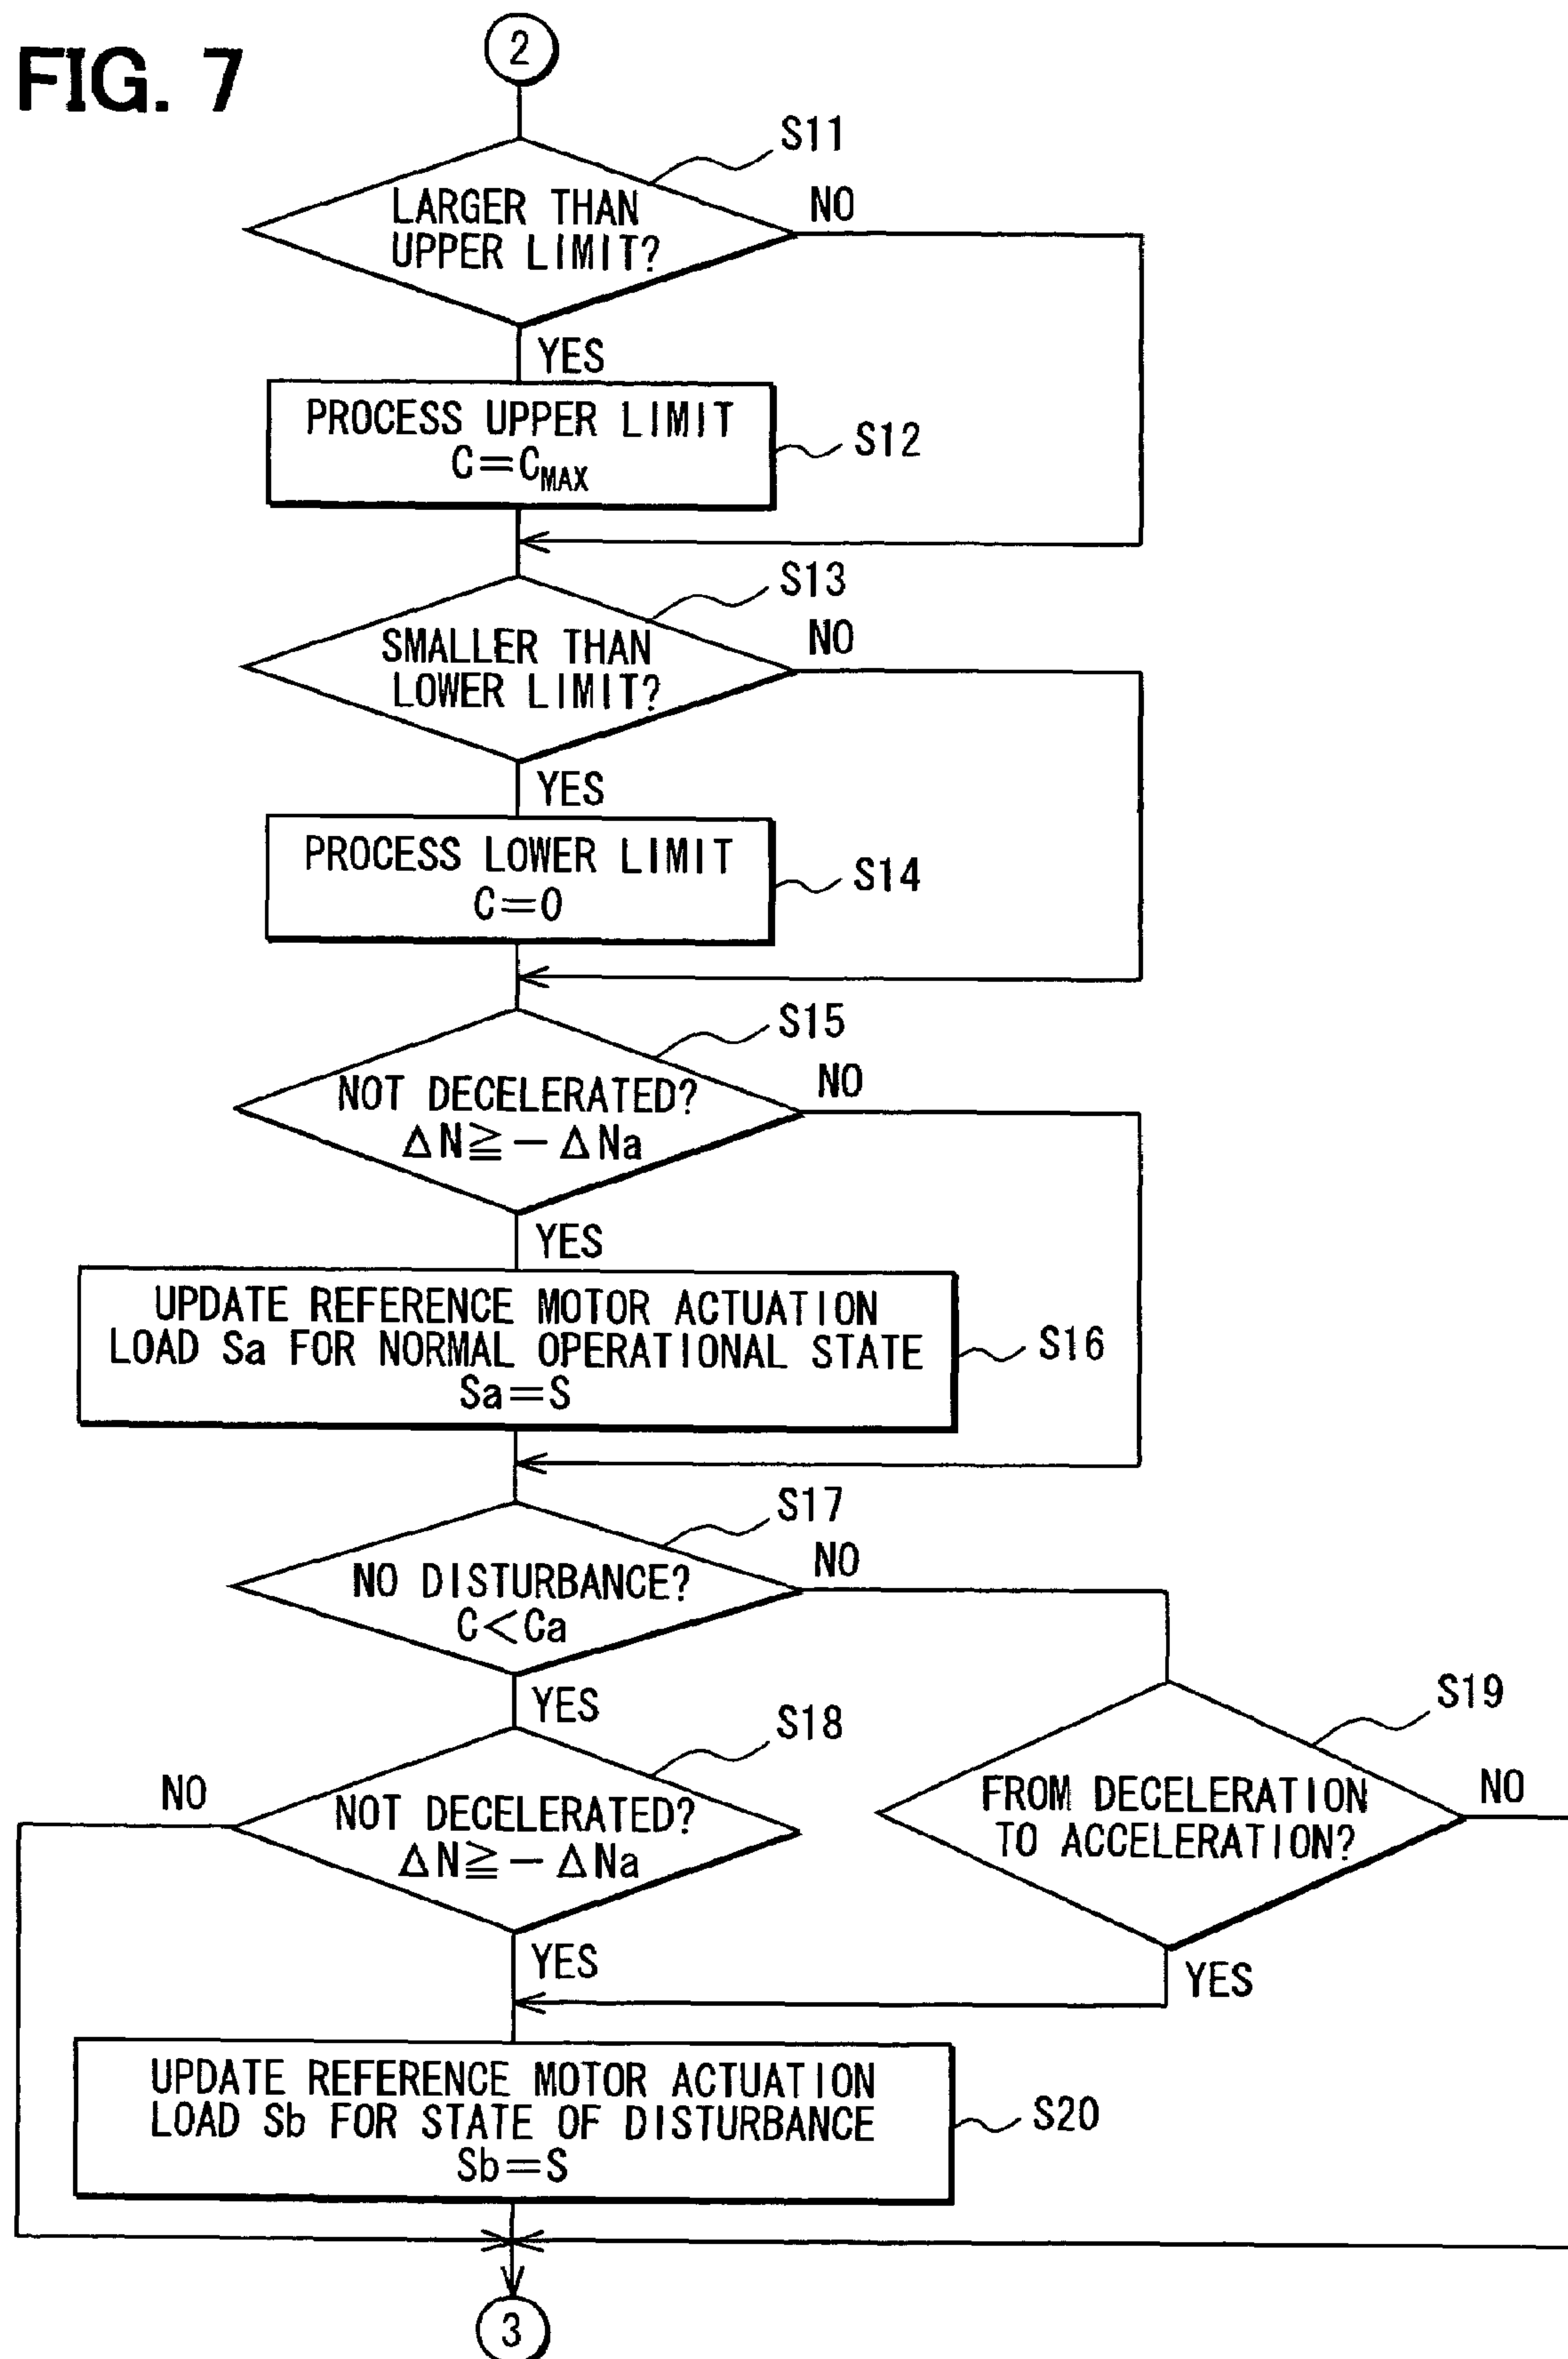 FIG. 7
2
S11
LARGER THAN
UPPER LIMIT?
NO
YES
PROCESS UPPER LIMIT
C=CMAX
S12
S13
SMALLER THAN
LOWER LIMIT?
NO
YES
PROCESS LOWER LIMIT
C=0
S14
S15
NOT DECELERATED?
ΔN≧−ΔNa
NO
YES
UPDATE REFERENCE MOTOR ACTUATION
LOAD Sa FOR NORMAL OPERATIONAL STATE
Sa=S
S16
S17
NO DISTURBANCE?
C<Ca
NO
YES
S18
NOT DECELERATED?
ΔN≧−ΔNa
NO
YES
S19
FROM DECELERATION
TO ACCELERATION?
NO
YES
UPDATE REFERENCE MOTOR ACTUATION
LOAD Sb FOR STATE OF DISTURBANCE
Sb=S
S20
3